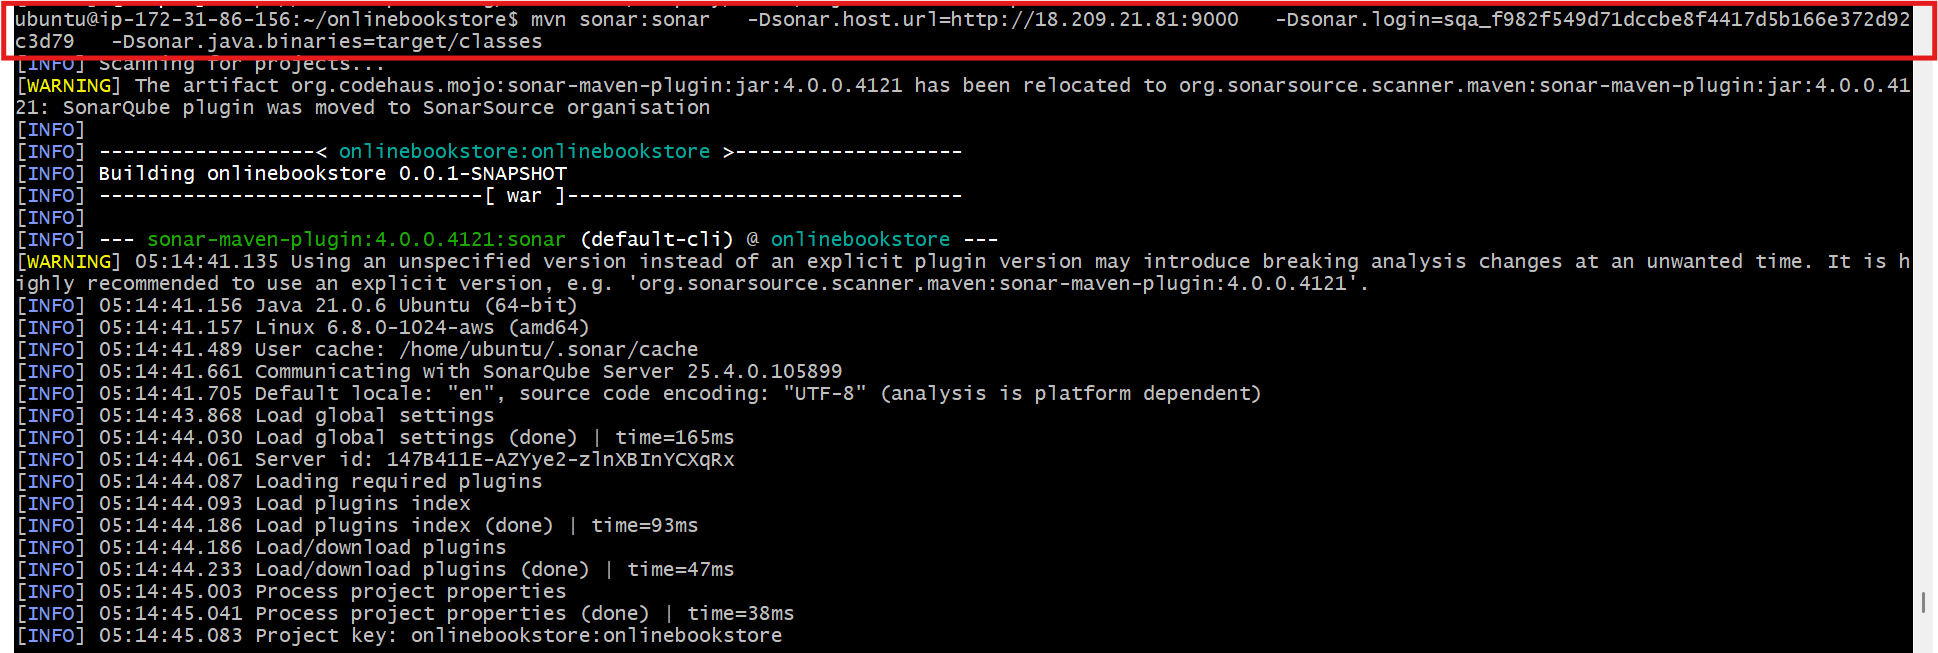 ubuntu@ip-172-31-86-156:~/onlinebookstore$ mvn sonar:sonar   -Dsonar.host.url=http://18.209.21.81:9000   -Dsonar.login=sqa_f982f549d71dccbe8f4417d5b166e372d92
c3d79   -Dsonar.java.binaries=target/classes
[INFO] Scanning for projects...
[WARNING] The artifact org.codehaus.mojo:sonar-maven-plugin:jar:4.0.0.4121 has been relocated to org.sonarsource.scanner.maven:sonar-maven-plugin:jar:4.0.0.41
21: SonarQube plugin was moved to SonarSource organisation
[INFO]
[INFO] ------------------< onlinebookstore:onlinebookstore >-------------------
[INFO] Building onlinebookstore 0.0.1-SNAPSHOT
[INFO] --------------------------------[ war ]---------------------------------
[INFO]
[INFO] --- sonar-maven-plugin:4.0.0.4121:sonar (default-cli) @ onlinebookstore ---
[WARNING] 05:14:41.135 Using an unspecified version instead of an explicit plugin version may introduce breaking analysis changes at an unwanted time. It is h
ighly recommended to use an explicit version, e.g. 'org.sonarsource.scanner.maven:sonar-maven-plugin:4.0.0.4121'.
[INFO] 05:14:41.156 Java 21.0.6 Ubuntu (64-bit)
[INFO] 05:14:41.157 Linux 6.8.0-1024-aws (amd64)
[INFO] 05:14:41.489 User cache: /home/ubuntu/.sonar/cache
[INFO] 05:14:41.661 Communicating with SonarQube Server 25.4.0.105899
[INFO] 05:14:41.705 Default locale: "en", source code encoding: "UTF-8" (analysis is platform dependent)
[INFO] 05:14:43.868 Load global settings
[INFO] 05:14:44.030 Load global settings (done) | time=165ms
[INFO] 05:14:44.061 Server id: 147B411E-AZYye2-zlnXBInYCXqRx
[INFO] 05:14:44.087 Loading required plugins
[INFO] 05:14:44.093 Load plugins index
[INFO] 05:14:44.186 Load plugins index (done) | time=93ms
[INFO] 05:14:44.186 Load/download plugins
[INFO] 05:14:44.233 Load/download plugins (done) | time=47ms
[INFO] 05:14:45.003 Process project properties
[INFO] 05:14:45.041 Process project properties (done) | time=38ms
[INFO] 05:14:45.083 Project key: onlinebookstore:onlinebookstore